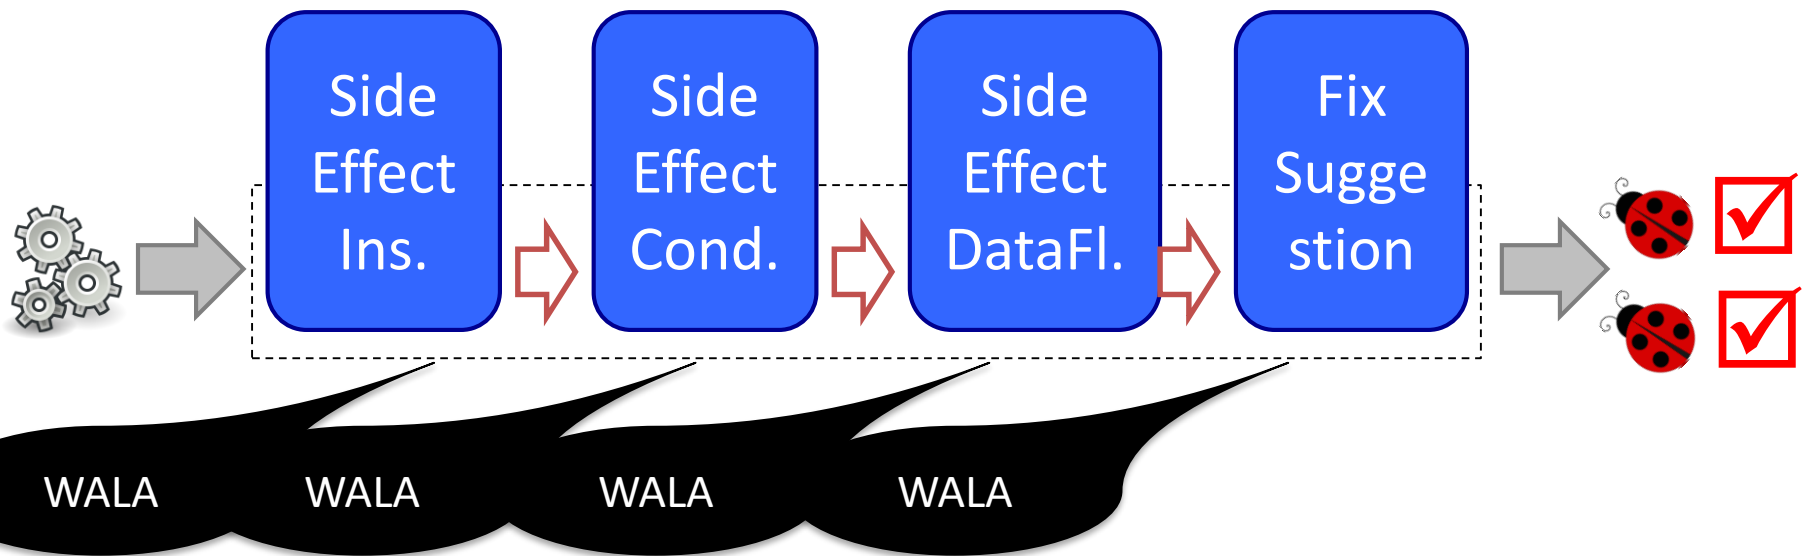 Side
Effect
Ins.
Side
Effect
Cond.
Side
Effect
DataFl.
Fix
Sugge
stion
WALA
WALA
WALA
WALA